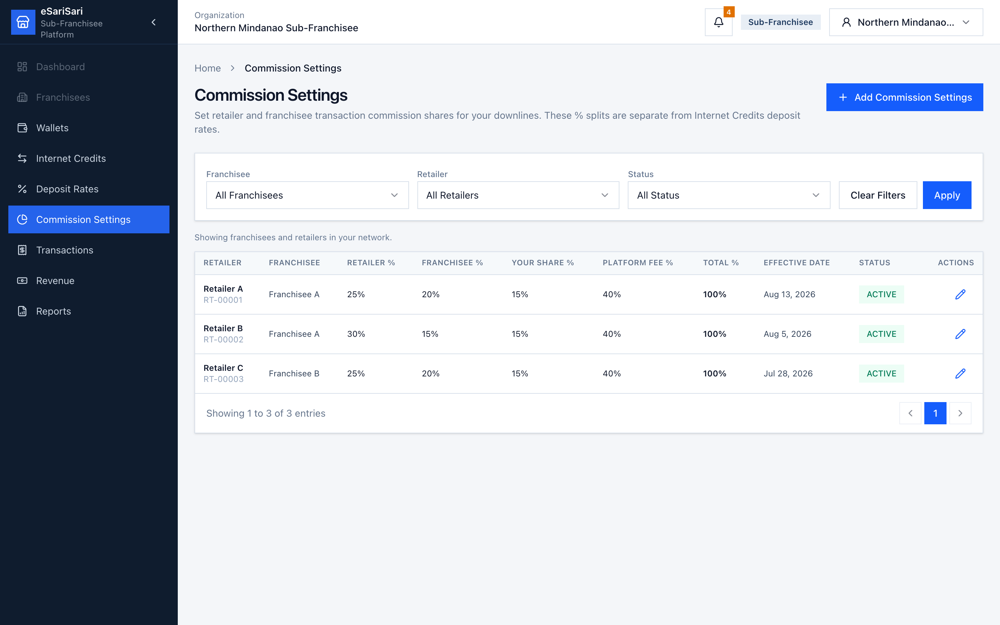 eSariSari
Sub-Franchisee
Platform
Dashboard
Franchisees
Wallets
Internet Credits
Deposit Rates
Commission Settings
Transactions
Revenue
Reports
Organization
Northern Mindanao Sub-Franchisee
4
Sub-Franchisee
Northern Mindanao...
Home > Commission Settings
Commission Settings
Set retailer and franchisee transaction commission shares for your downlines. These % splits are separate from Internet Credits deposit
rates.
+ Add Commission Settings
Franchisee
Retailer
Status
All Franchisees
All Retailers
All Status
Clear Filters
Apply
Showing franchisees and retailers in your network.
RETAILER FRANCHISEE RETAILER % FRANCHISEE % YOUR SHARE % PLATFORM FEE % TOTAL % EFFECTIVE DATE STATUS ACTIONS
Retailer A
RT-00001
Franchisee A 25% 20% 15% 40% 100% Aug 13, 2026 ACTIVE
Retailer B
RT-00002
Franchisee A 30% 15% 15% 40% 100% Aug 5, 2026 ACTIVE
Retailer C
RT-00003
Franchisee B 25% 20% 15% 40% 100% Jul 28, 2026 ACTIVE
Showing 1 to 3 of 3 entries
1